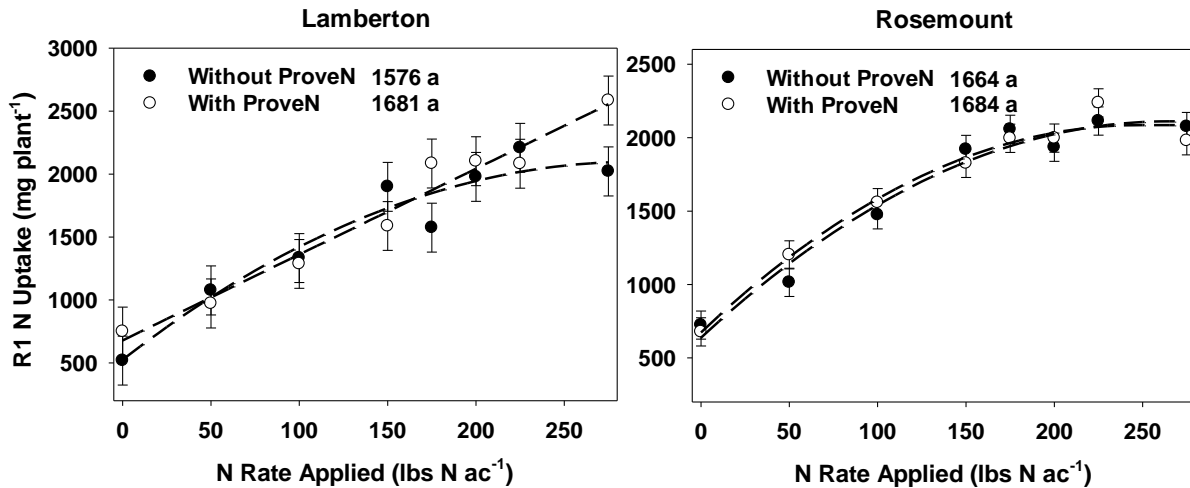 Lamberton
Rosemount
Without ProveN 1576 a
With ProveN 1681 a
Without ProveN 1664 a
With ProveN 1684 a
R1 N Uptake (mg plant⁻¹)
3000
2500
2000
1500
1000
500
2500
2000
1500
1000
500
0 50 100 150 200 250
0 50 100 150 200 250
N Rate Applied (lbs N ac⁻¹)
N Rate Applied (lbs N ac⁻¹)